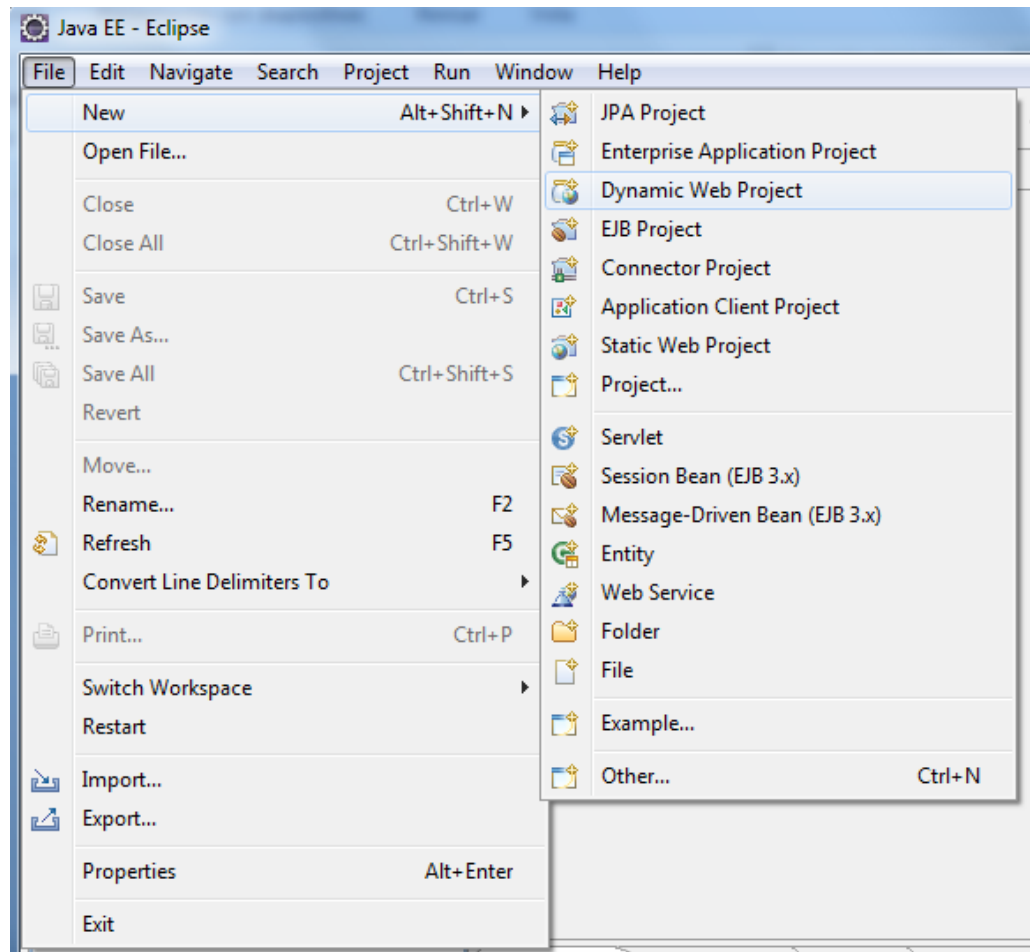 Java EE - Eclipse
File Edit Navigate Search Project Run Window Help
New Alt+Shift+N
Open File...
Close Ctrl+W
Close All Ctrl+Shift+W
Save Ctrl+S
Save As...
Save All Ctrl+Shift+S
Revert
Move...
Rename... F2
Refresh F5
Convert Line Delimiters To
Print... Ctrl+P
Switch Workspace
Restart
Import...
Export...
Properties Alt+Enter
Exit
JPA Project
Enterprise Application Project
Dynamic Web Project
EJB Project
Connector Project
Application Client Project
Static Web Project
Project...
Servlet
Session Bean (EJB 3.x)
Message-Driven Bean (EJB 3.x)
Entity
Web Service
Folder
File
Example...
Other... Ctrl+N